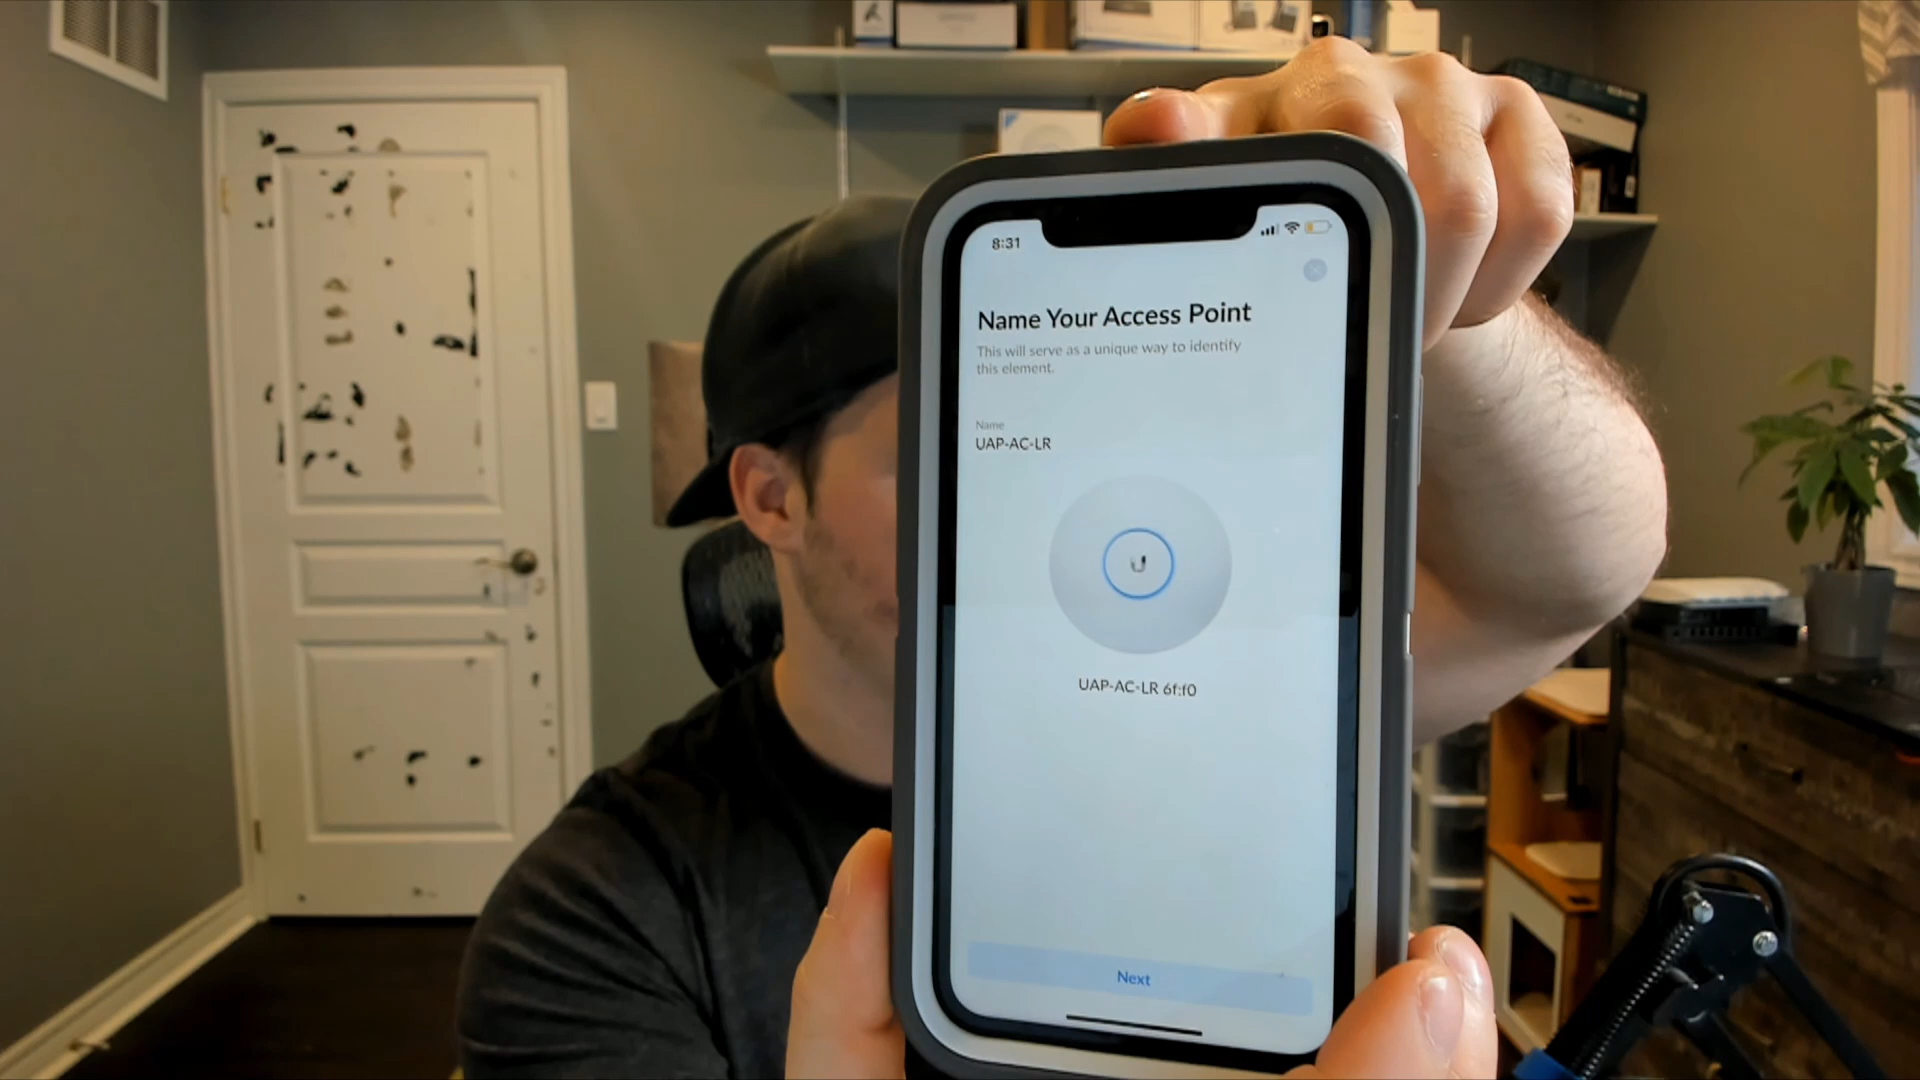 8:31
Name Your Access Point
This will serve as a unique way to identify
this element.
Name
UAP-AC-LR
UAP-AC-LR 6f:f0
Next